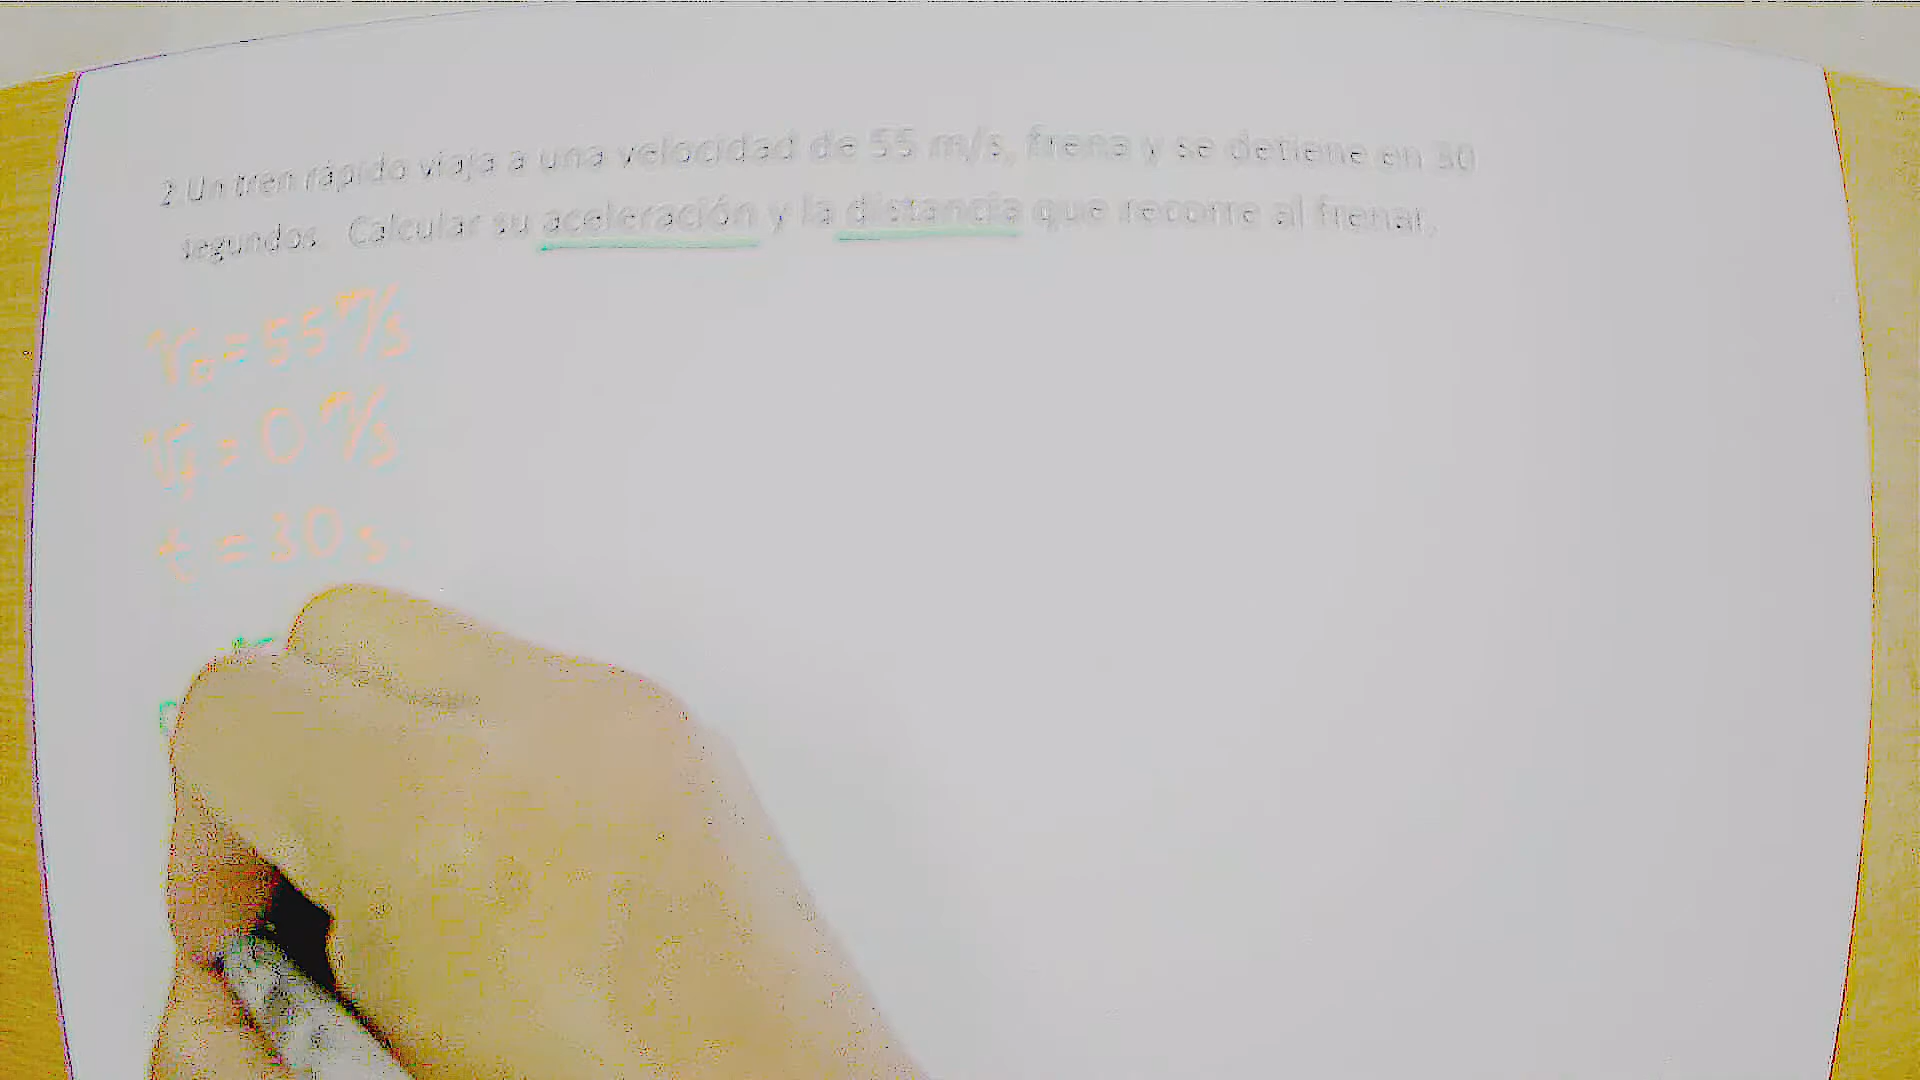 2. Un tren rápido viaja a una velocidad de 55 m/s, frena y se detiene en 30
segundos. Calcular su aceleración y la distancia que recorre al frenar.
V₀ = 55 m/s
Vf = 0 m/s
t = 30 s.